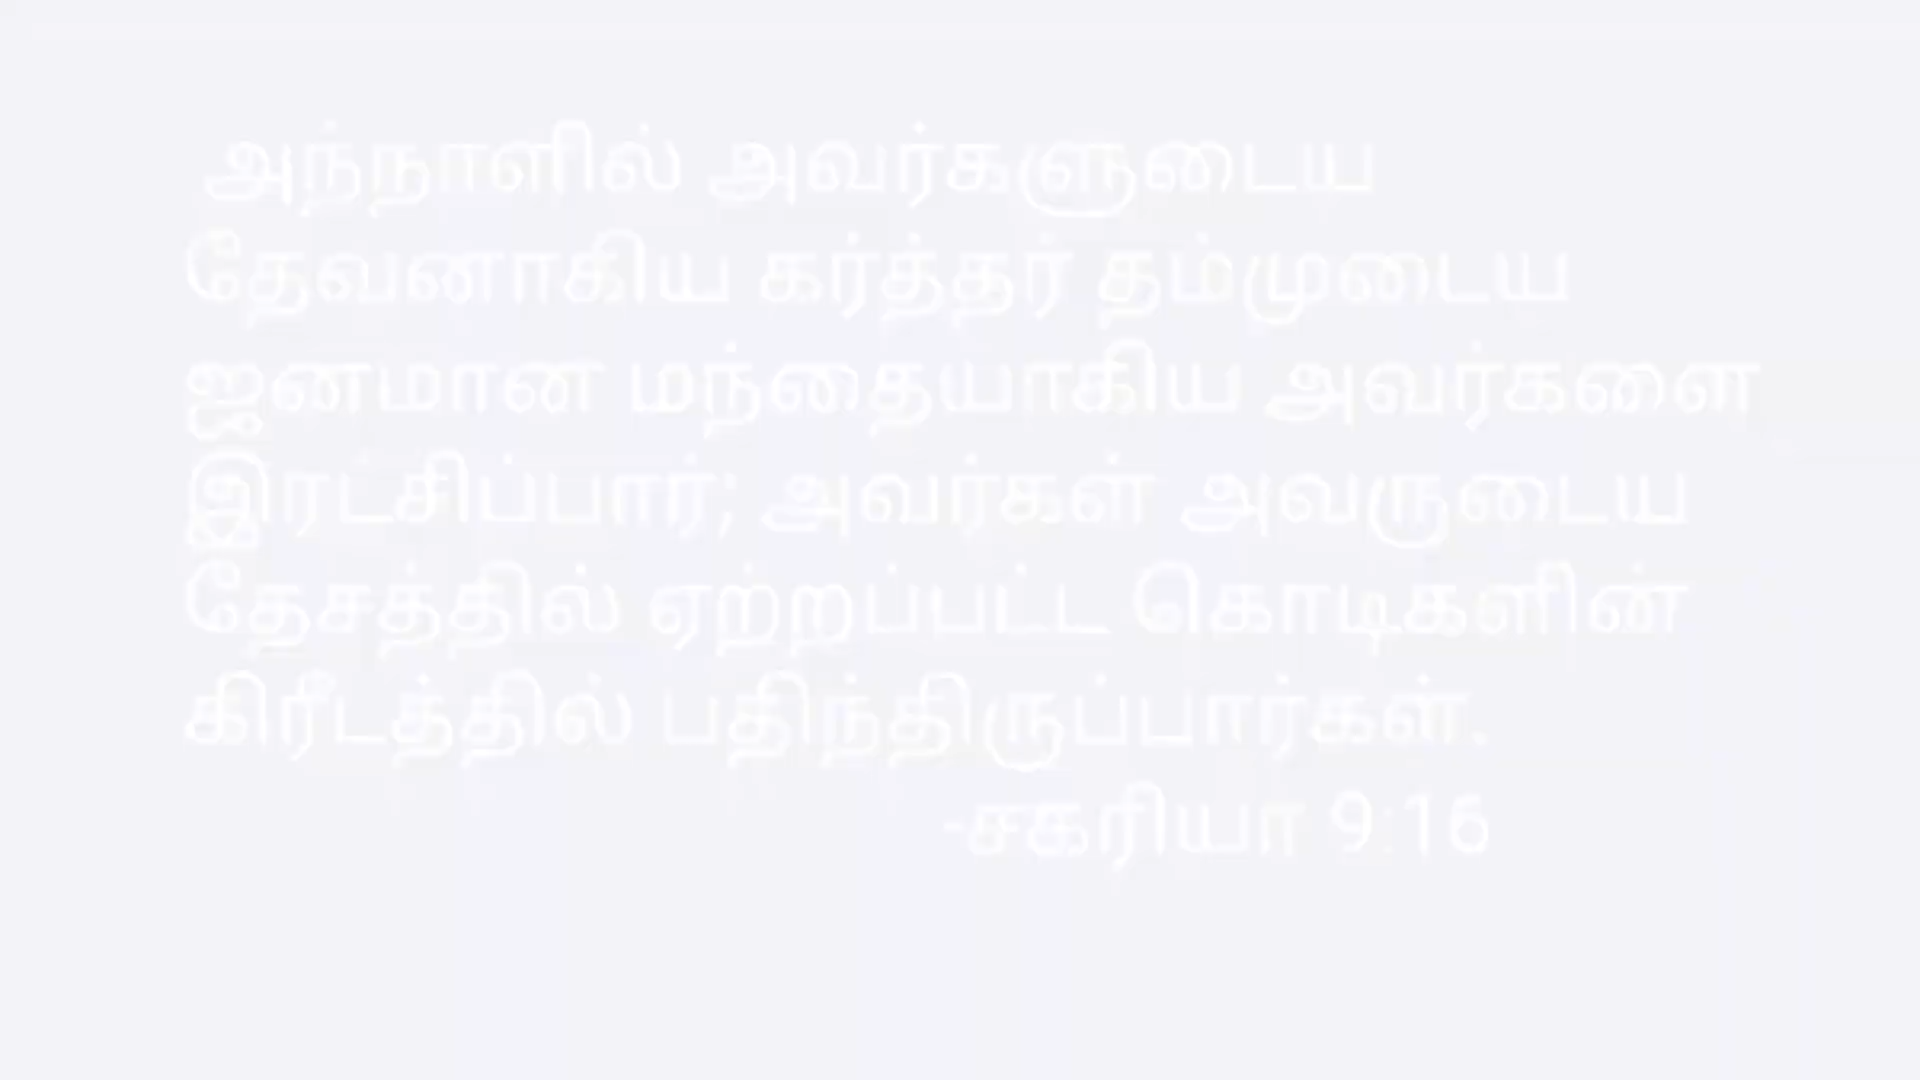 அந்நாளில் அவர்களுடைய
தேவனாகிய கர்த்தர் தம்முடைய
ஜனமான மந்தையாகிய அவர்களை
இரட்சிப்பார்; அவர்கள் அவருடைய
தேசத்தில் ஏற்றப்பட்ட கொடிகளின்
கிரீடத்தில் பதிந்திருப்பார்கள்.
-சகரியா 9:16